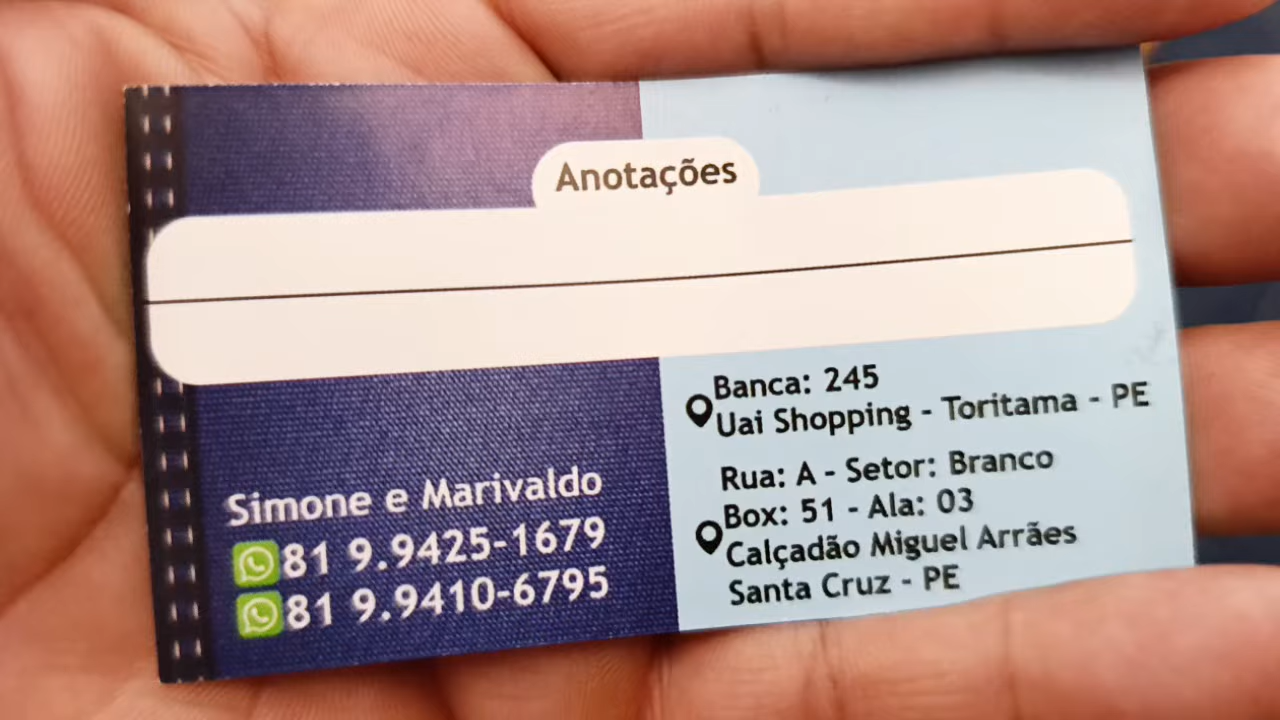 Anotações
Simone e Marivaldo
81 9.9425-1679
81 9.9410-6795
Banca: 245
Uai Shopping - Toritama - PE
Rua: A - Setor: Branco
Box: 51 - Ala: 03
Calçadão Miguel Arrães
Santa Cruz - PE